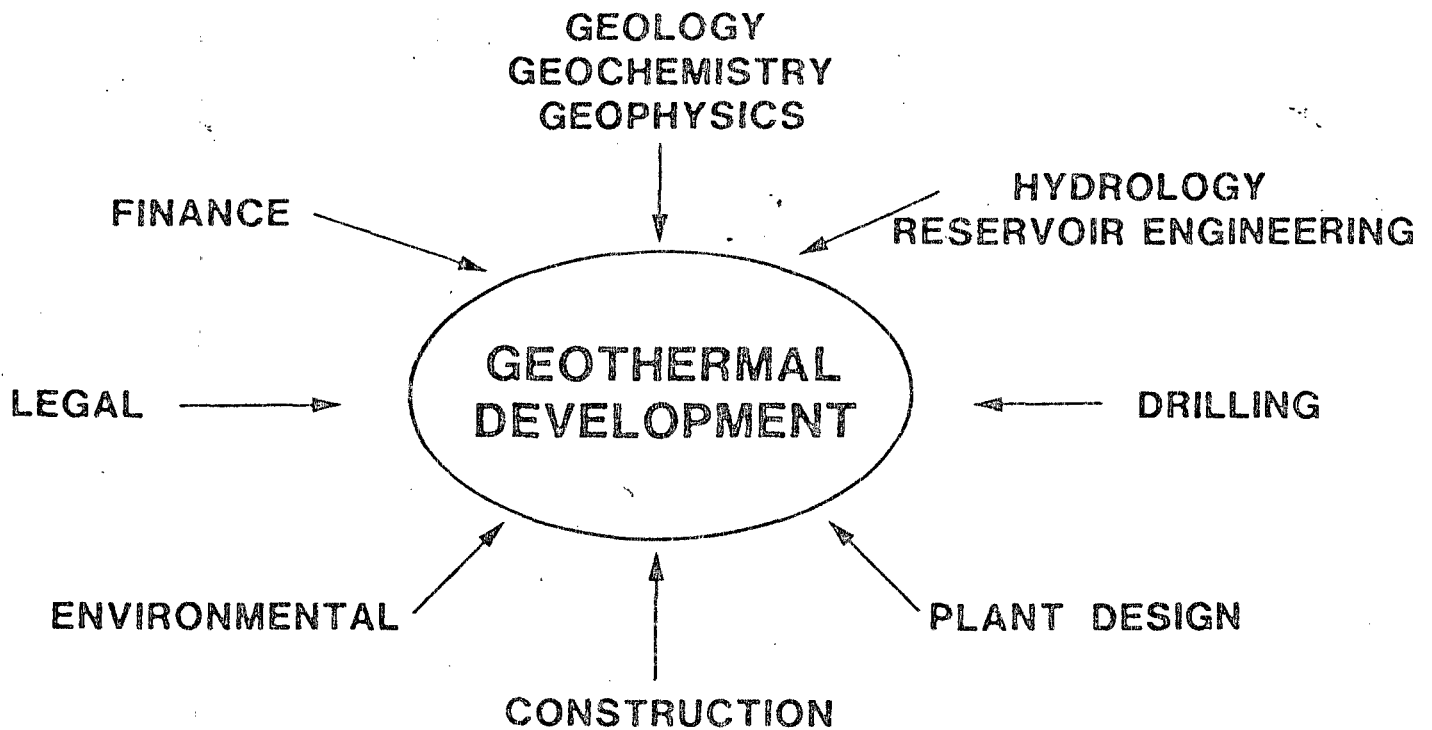 GEOLOGY
GEOCHEMISTRY
GEOPHYSICS
FINANCE
HYDROLOGY
RESERVOIR ENGINEERING
GEOTHERMAL
DEVELOPMENT
LEGAL
DRILLING
ENVIRONMENTAL
PLANT DESIGN
CONSTRUCTION